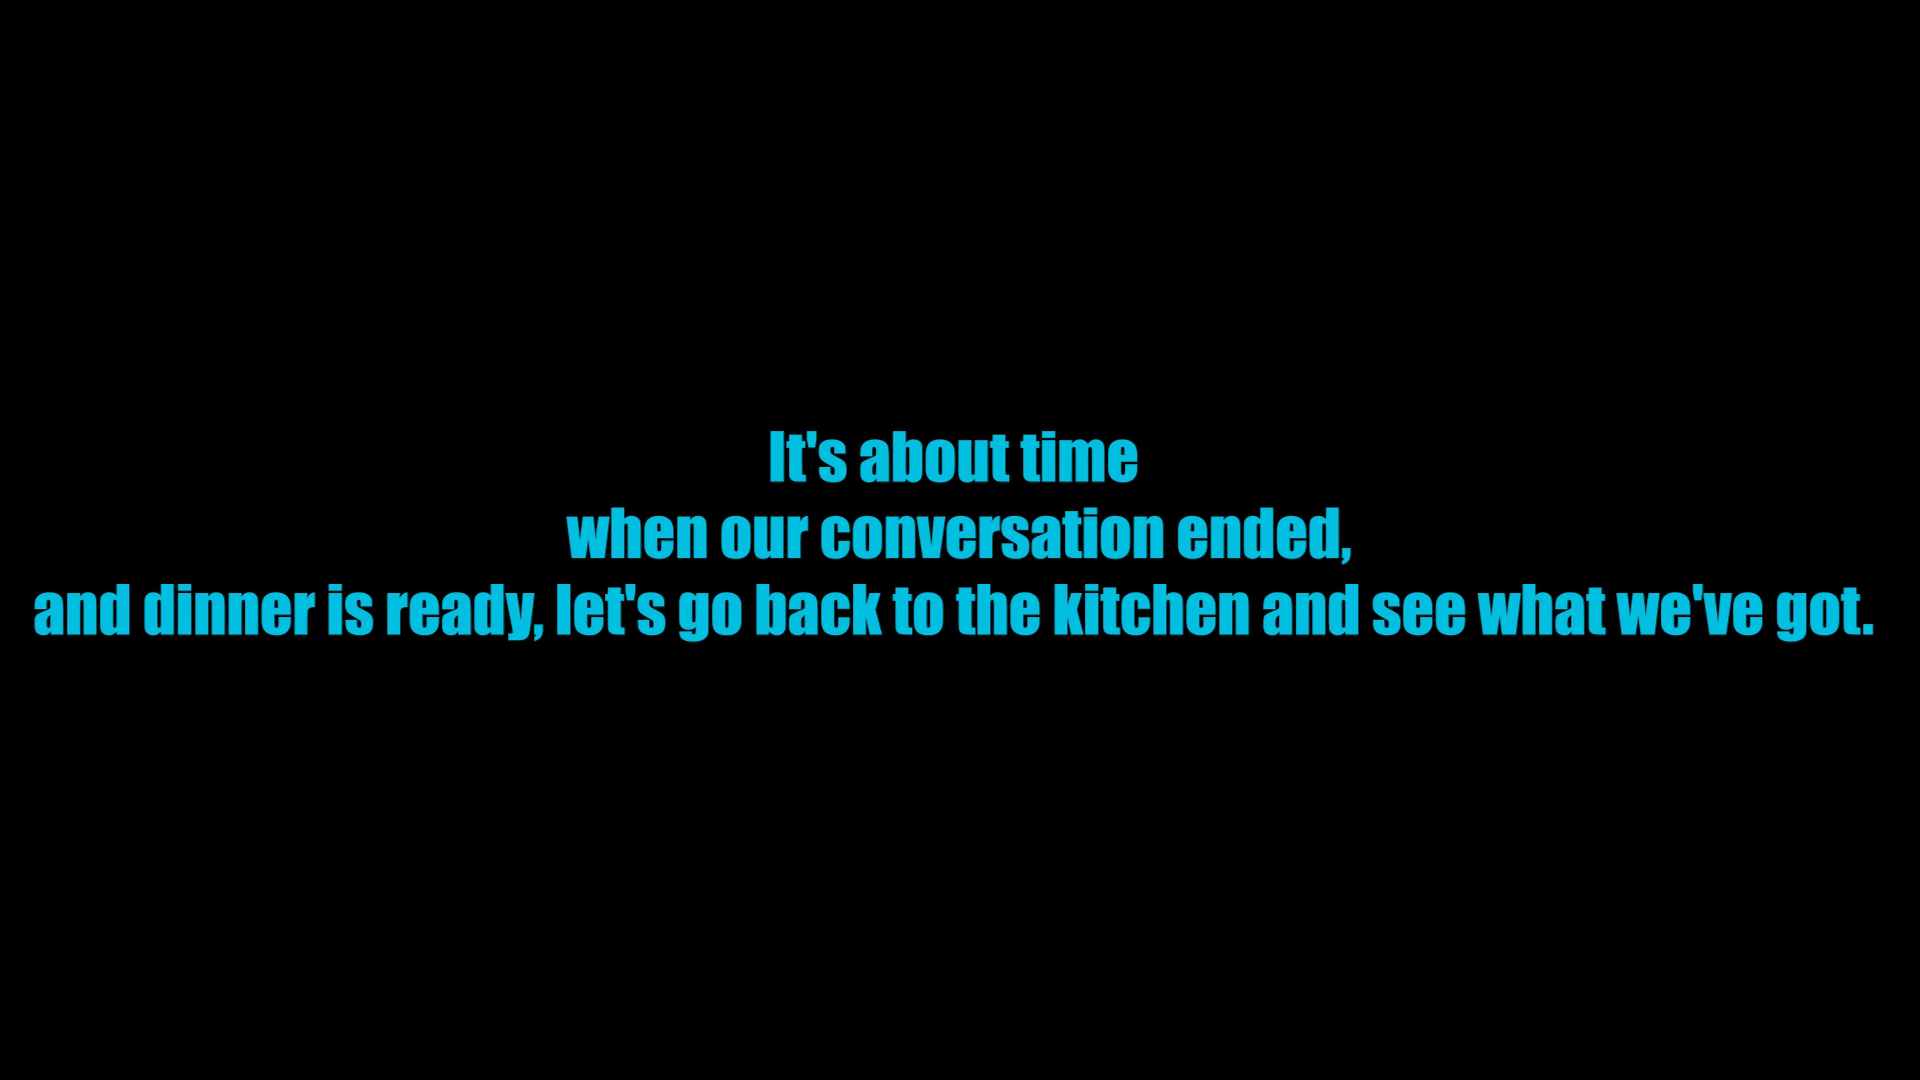 It's about time
when our conversation ended,
and dinner is ready, let's go back to the kitchen and see what we've got.